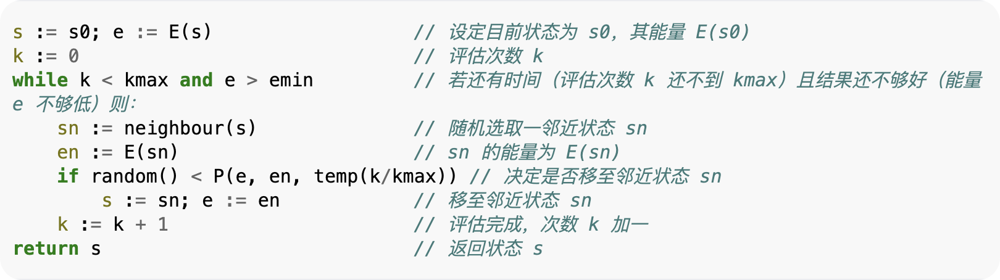 s := s0; e := E(s)                  // 设定目前状态为 s0，其能量 E(s0)
k := 0                              // 评估次数 k
while k < kmax and e > emin         // 若还有时间（评估次数 k 还不到 kmax）且结果还不够好（能量
e 不够低）则：
    sn := neighbour(s)              // 随机选取一邻近状态 sn
    en := E(sn)                     // sn 的能量为 E(sn)
    if random() < P(e, en, temp(k/kmax)) // 决定是否移至邻近状态 sn
        s := sn; e := en            // 移至邻近状态 sn
    k := k + 1                      // 评估完成，次数 k 加一
return s                            // 返回状态 s